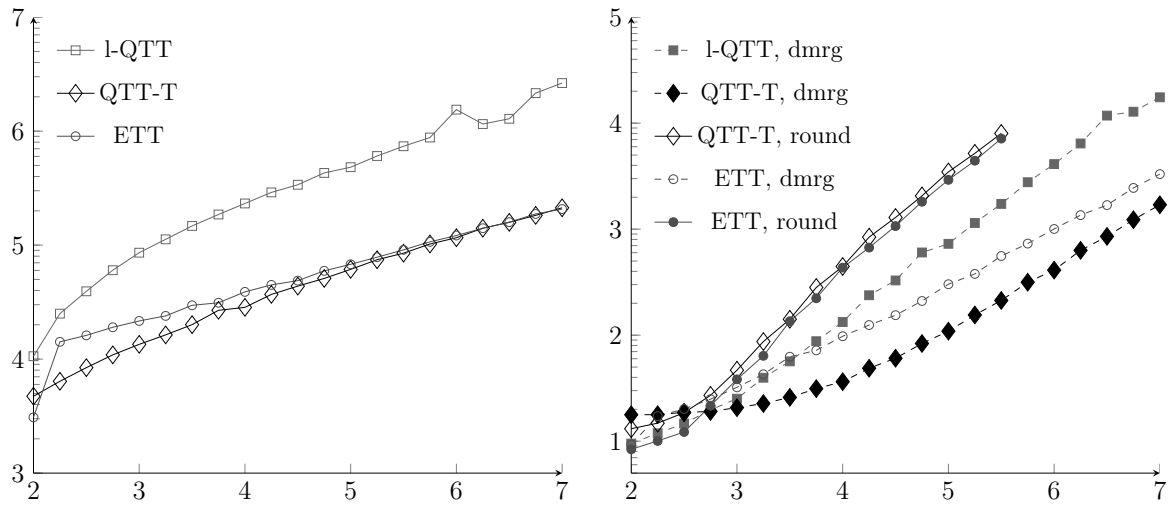 7
6
5
4
3
2
3
4
5
6
7
l-QTT
QTT-T
ETT
5
4
3
2
1
2
3
4
5
6
7
l-QTT, dmrg
QTT-T, dmrg
QTT-T, round
ETT, dmrg
ETT, round